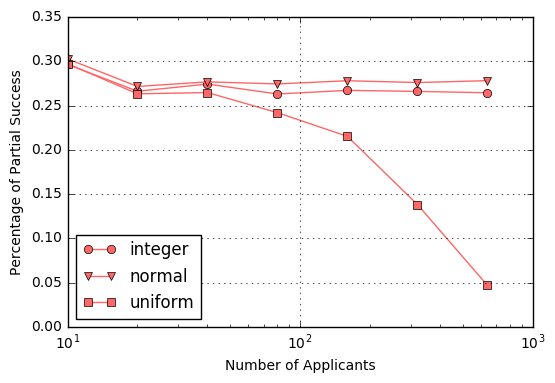 0.35
0.30
0.25
0.20
0.15
0.10
0.05
0.00
Percentage of Partial Success
integer
normal
uniform
10^1 10^2 10^3
Number of Applicants